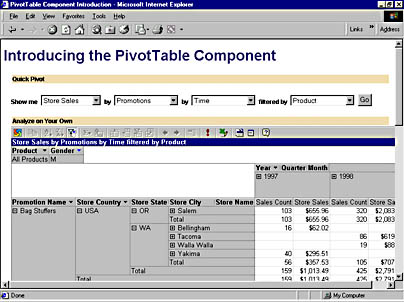 PivotTable Component Introduction - Microsoft Internet Explorer
File Edit View Favorites Tools Help
Links » Address
Introducing the PivotTable Component
Quick Pivot
Show me Store Sales by Promotions by Time filtered by Product Go
Analyze on Your Own
Store Sales by Promotions by Time filtered by Product
Product Gender
All Products M
Year Quarter Month
1997 1998
Promotion Name Store Country Store State Store City Store Name Sales Count Store Sales Sales Count Store Sa
Bag Stuffers USA OR Salem 103 $655.96 320 $2,083
Total 103 $655.96 320 $2,083
WA Bellingham 16 $62.02
Tacoma 86 $619
Walla Walla 19 $88
Yakima 40 $295.51
Total 56 $357.53 105 $707
Total 159 $1,013.49 425 $2,791
Total 159 $1,013.49 425 $2,791
Done My Computer